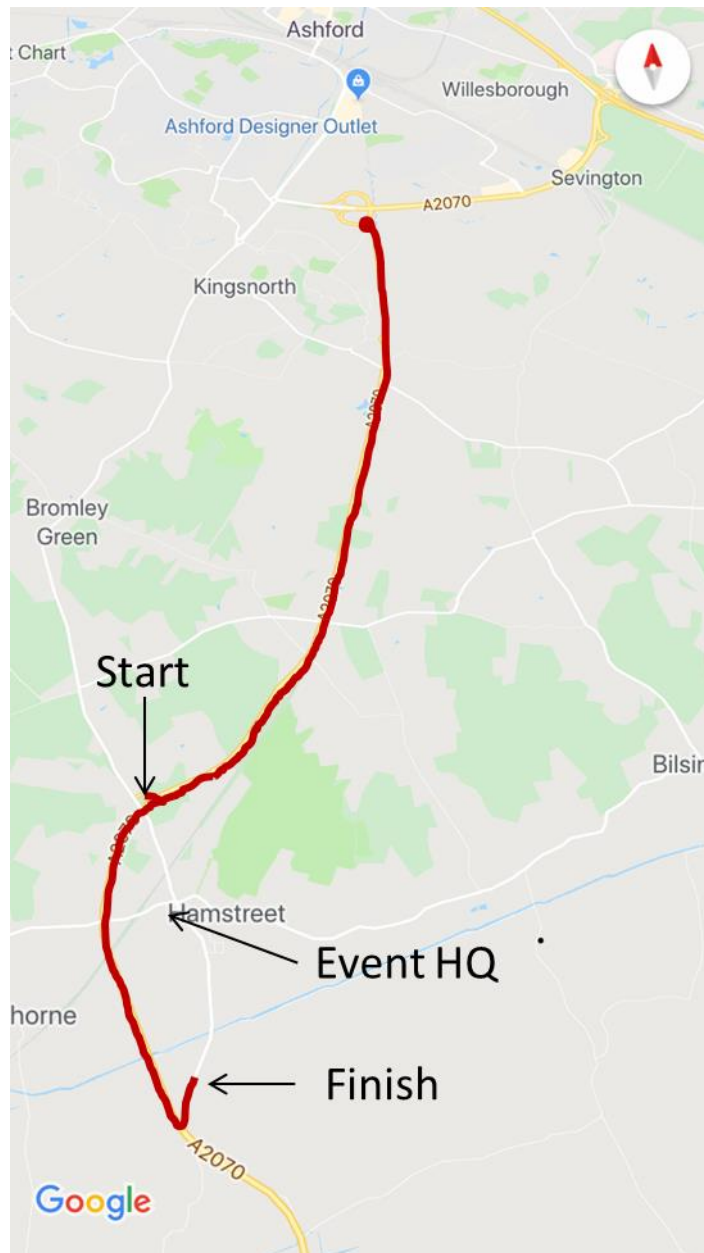 Ashford
t Chart
Willesborough
Ashford Designer Outlet
Sevington
A2070
Kingsnorth
A2070
Bromley
Green
A2070
Start
Bilsin
A2070
Hamstreet
Event HQ
horne
Finish
A2070
Google